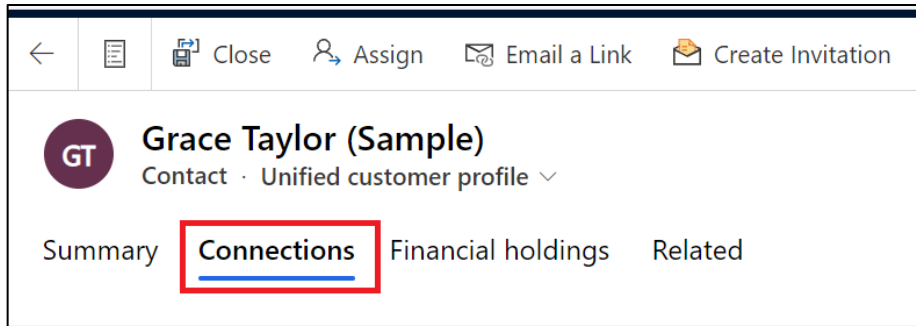 Close Assign Email a Link Create Invitation
GT
Grace Taylor (Sample)
Contact · Unified customer profile
Summary Connections Financial holdings Related